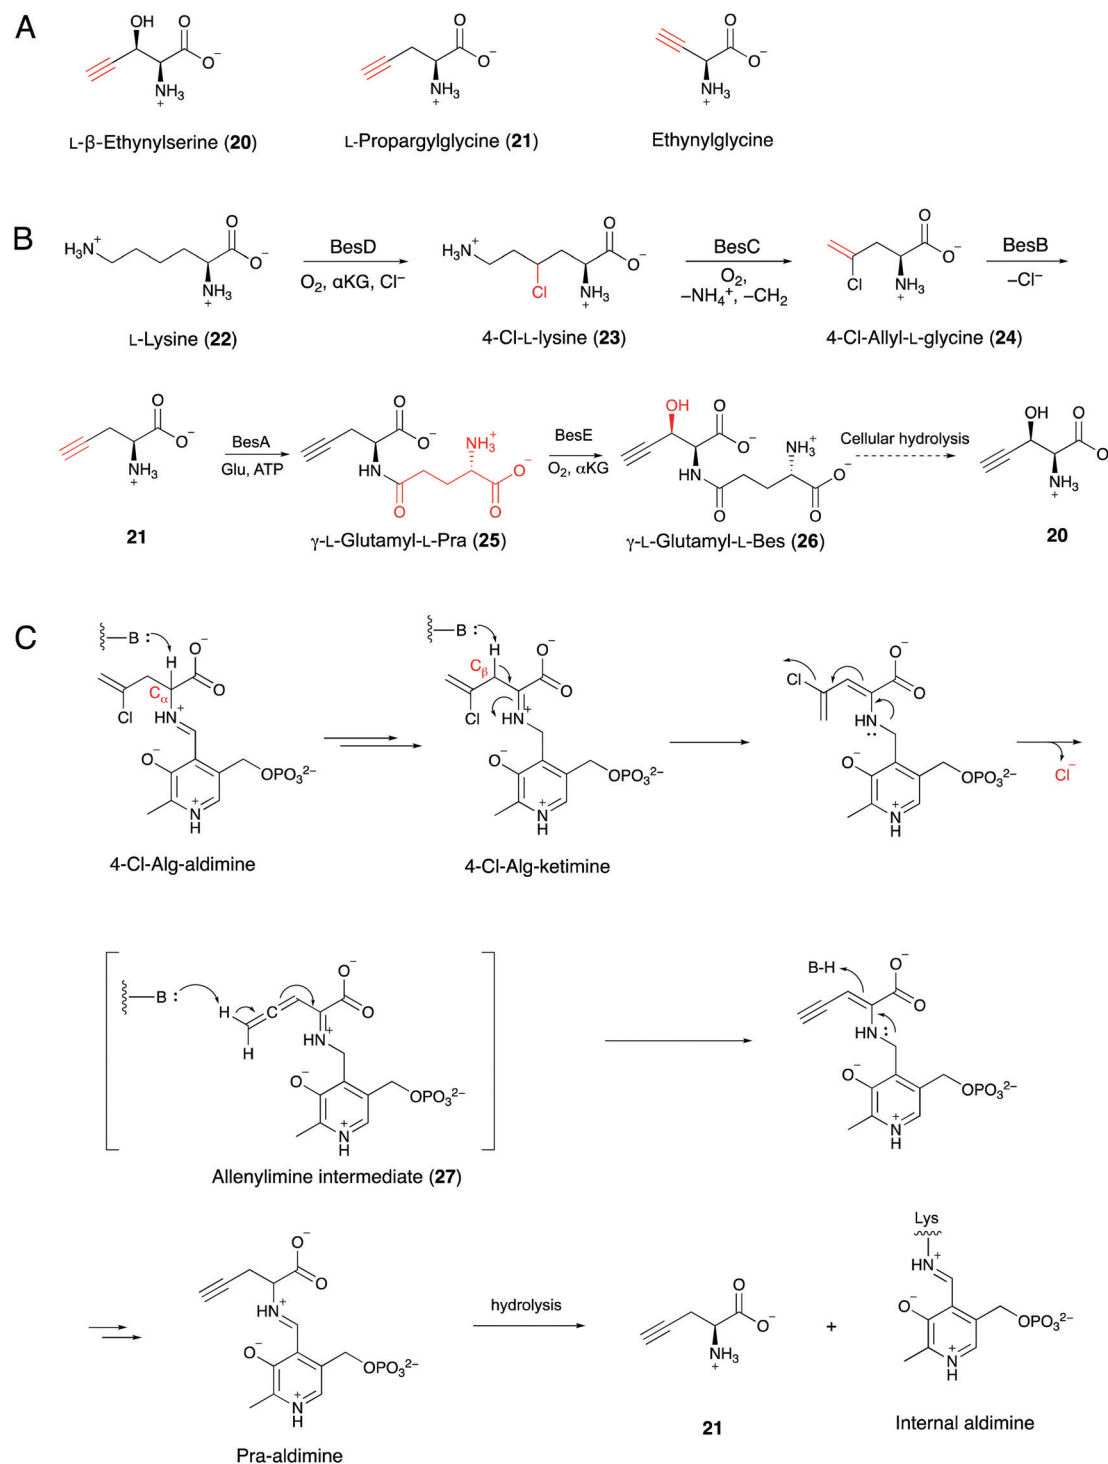 A
OH
O
O⁻
NH₃
+
L-β-Ethynylserine (20)
O
O⁻
NH₃
+
L-Propargylglycine (21)
O
O⁻
NH₃
+
Ethynylglycine
B
H₃N⁺
O
O⁻
NH₃
+
L-Lysine (22)
BesD
O₂, αKG, Cl⁻
H₃N⁺
O
O⁻
Cl
NH₃
+
4-Cl-L-lysine (23)
BesC
O₂,
–NH₄⁺, –CH₂
O
O⁻
Cl
NH₃
+
4-Cl-Allyl-L-glycine (24)
BesB
–Cl⁻
O
O⁻
NH₃
+
21
BesA
Glu, ATP
O
O⁻
HN
NH₃⁺
O⁻
O
O
γ-L-Glutamyl-L-Pra (25)
BesE
O₂, αKG
OH
O
O⁻
HN
NH₃⁺
O⁻
O
O
γ-L-Glutamyl-L-Bes (26)
Cellular hydrolysis
OH
O
O
NH₃
+
20
C
B :
H
O⁻
O
Cα
Cl
HN⁺
O⁻
OPO₃²⁻
N⁺
H
4-Cl-Alg-aldimine
B :
H
O⁻
O
Cβ
Cl
HN⁺
O⁻
OPO₃²⁻
N⁺
H
4-Cl-Alg-ketimine
Cl
O⁻
O
HN
O⁻
OPO₃²⁻
N⁺
H
Cl⁻
B :
H
H
O⁻
O
HN⁺
O⁻
OPO₃²⁻
N⁺
H
Allenylimine intermediate (27)
B-H
O⁻
O
HN :
O⁻
OPO₃²⁻
N⁺
H
O⁻
O
HN⁺
O⁻
OPO₃²⁻
N⁺
H
Pra-aldimine
hydrolysis
O
O⁻
NH₃
+
21
+
Lys
HN⁺
O⁻
OPO₃²⁻
N⁺
H
Internal aldimine